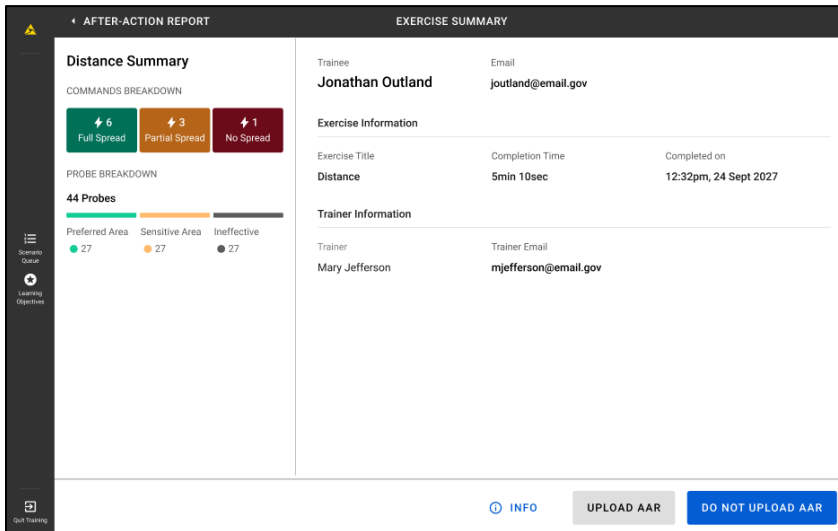 AFTER-ACTION REPORT
EXERCISE SUMMARY
Distance Summary
COMMANDS BREAKDOWN
6
Full Spread
3
Partial Spread
1
No Spread
PROBE BREAKDOWN
44 Probes
Preferred Area
27
Sensitive Area
27
Ineffective
27
Trainee
Jonathan Outland
Email
joutland@email.gov
Exercise Information
Exercise Title
Distance
Completion Time
5min 10sec
Completed on
12:32pm, 24 Sept 2027
Trainer Information
Trainer
Mary Jefferson
Trainer Email
mjefferson@email.gov
Scenario
Queue
Learning
Objectives
Quit Training
INFO
UPLOAD AAR
DO NOT UPLOAD AAR